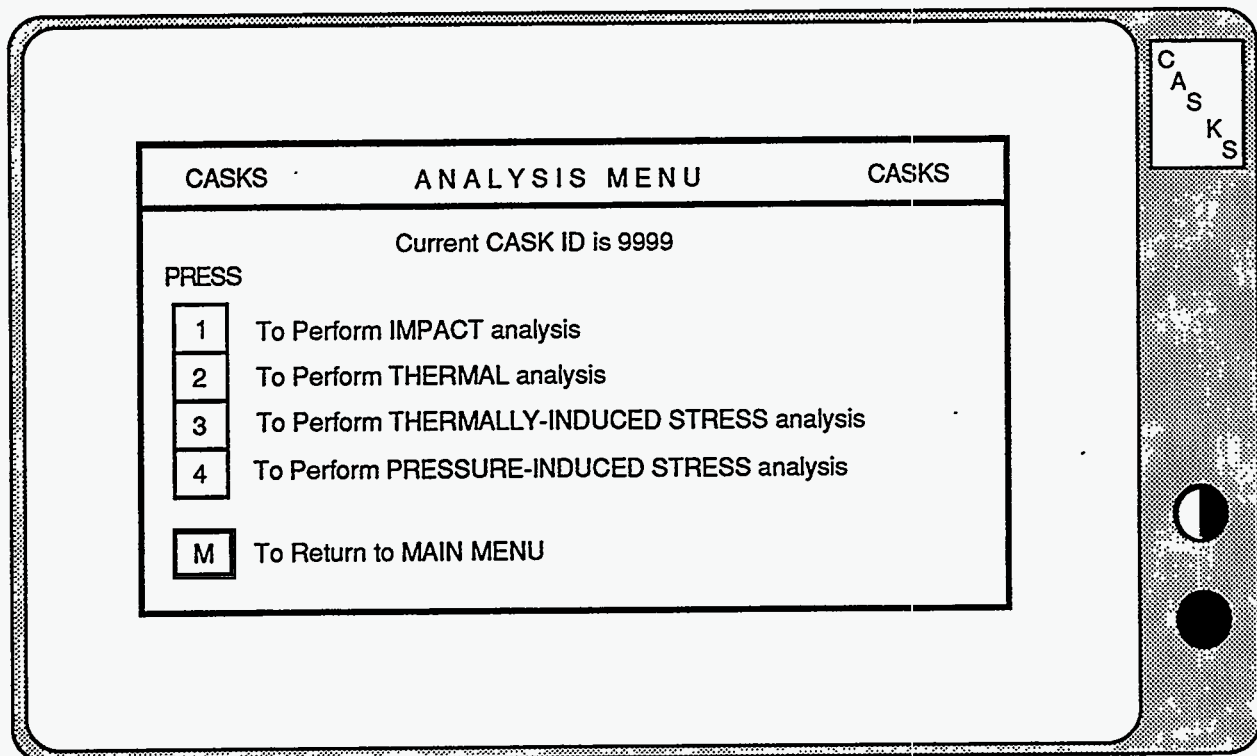 CASKS
CASKS ANALYSIS MENU CASKS
Current CASK ID is 9999
PRESS
1 To Perform IMPACT analysis
2 To Perform THERMAL analysis
3 To Perform THERMALLY-INDUCED STRESS analysis
4 To Perform PRESSURE-INDUCED STRESS analysis
M To Return to MAIN MENU